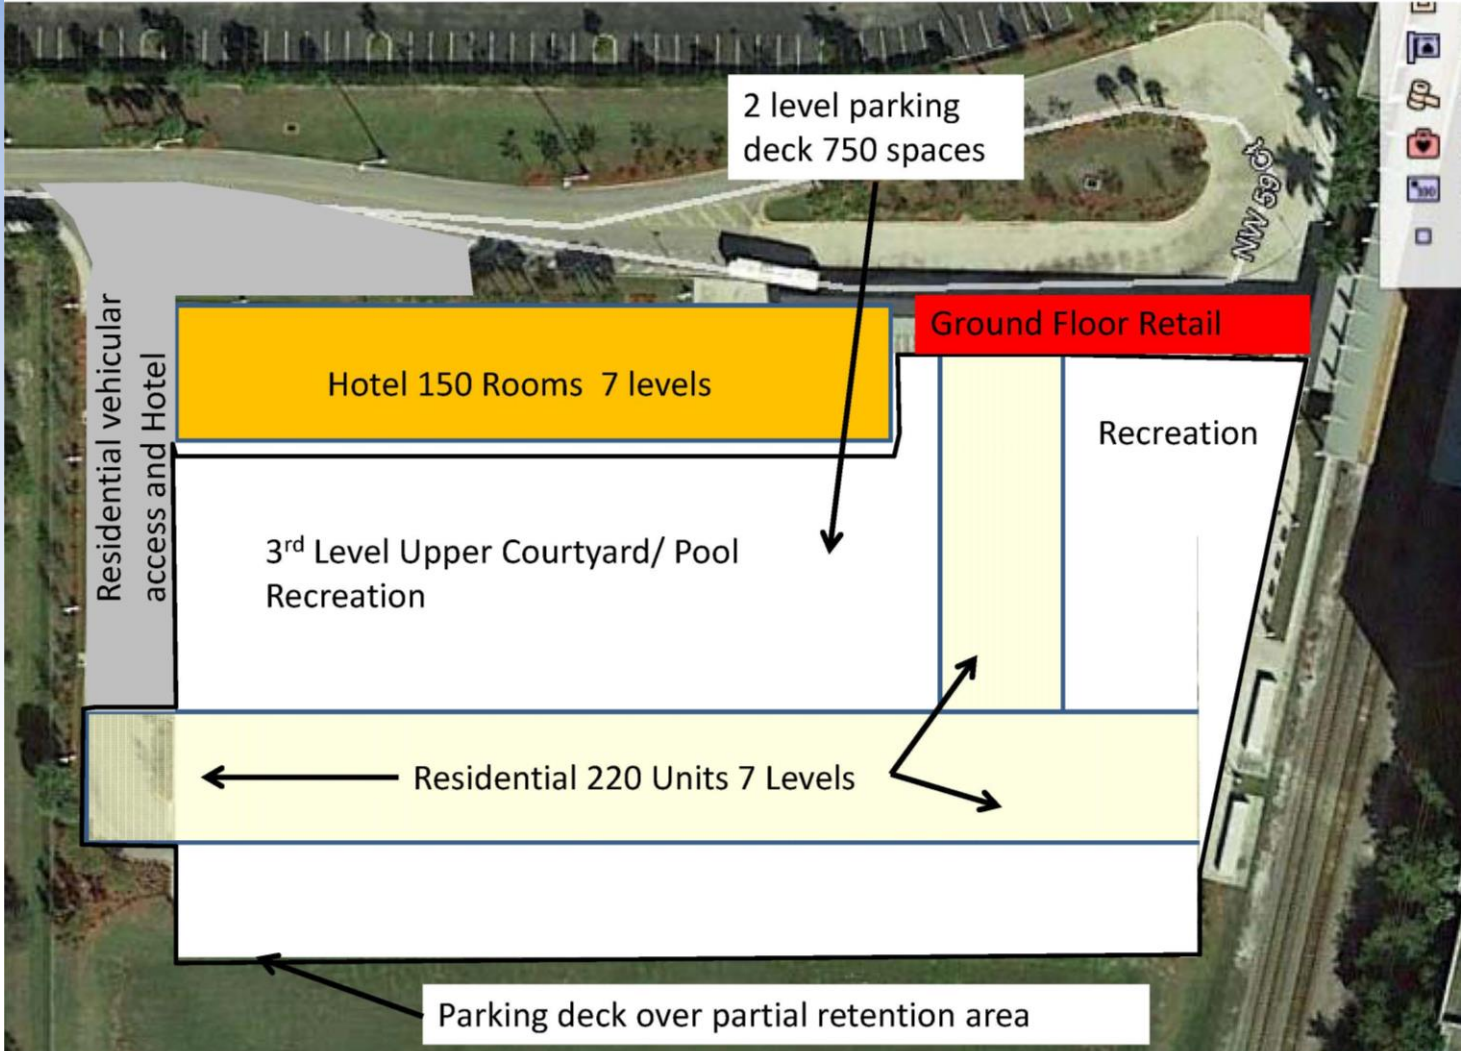 2 level parking
deck 750 spaces
NW 59 Ct
Ground Floor Retail
Residential vehicular
access and Hotel
Hotel 150 Rooms  7 levels
Recreation
3rd Level Upper Courtyard/ Pool
Recreation
Residential 220 Units 7 Levels
Parking deck over partial retention area